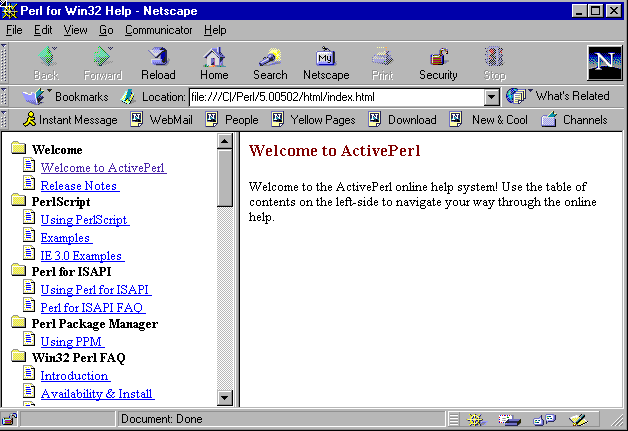 Perl for Win32 Help - Netscape
File Edit View Go Communicator Help
Back Forward Reload Home Search Netscape Print Security Stop
My
N
Bookmarks Location: file:///C|/Perl/5.00502/html/index.html What's Related
Instant Message WebMail People Yellow Pages Download New & Cool Channels
Welcome
Welcome to ActivePerl
Release Notes
PerlScript
Using PerlScript
Examples
IE 3.0 Examples
Perl for ISAPI
Using Perl for ISAPI
Perl for ISAPI FAQ
Perl Package Manager
Using PPM
Win32 Perl FAQ
Introduction
Availability & Install
Welcome to ActivePerl
Welcome to the ActivePerl online help system! Use the table of
contents on the left-side to navigate your way through the online
help.
Document: Done